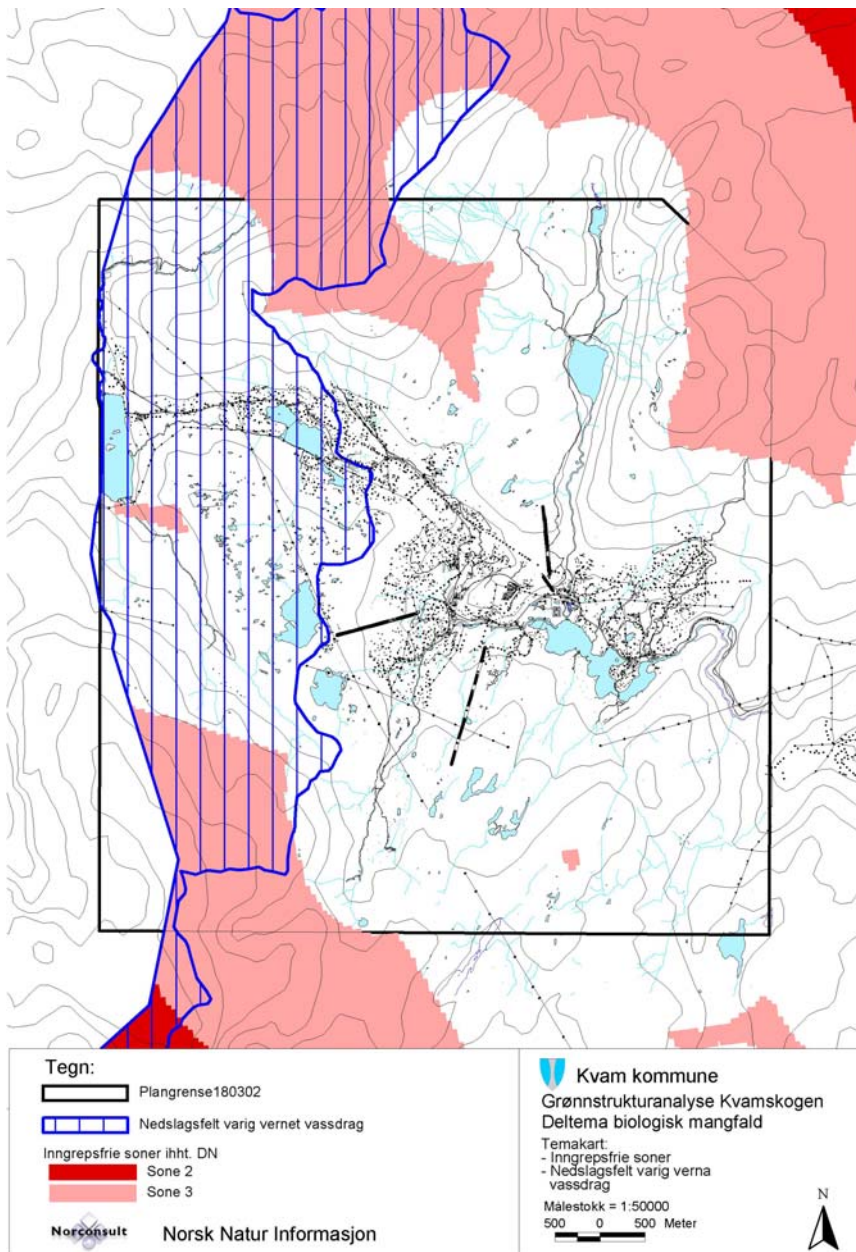 Tegn:
Plangrense180302
Nedslagsfelt varig vernet vassdrag
Inngrepsfrie soner ihht. DN
Sone 2
Sone 3
Norconsult
Norsk Natur Informasjon
Kvam kommune
Grønnstrukturanalyse Kvamskogen
Deltema biologisk mangfald
Temakart:
- Inngrepsfrie soner
- Nedslagsfelt varig verna
vassdrag
Målestokk = 1:50000
500 0 500 Meter
N